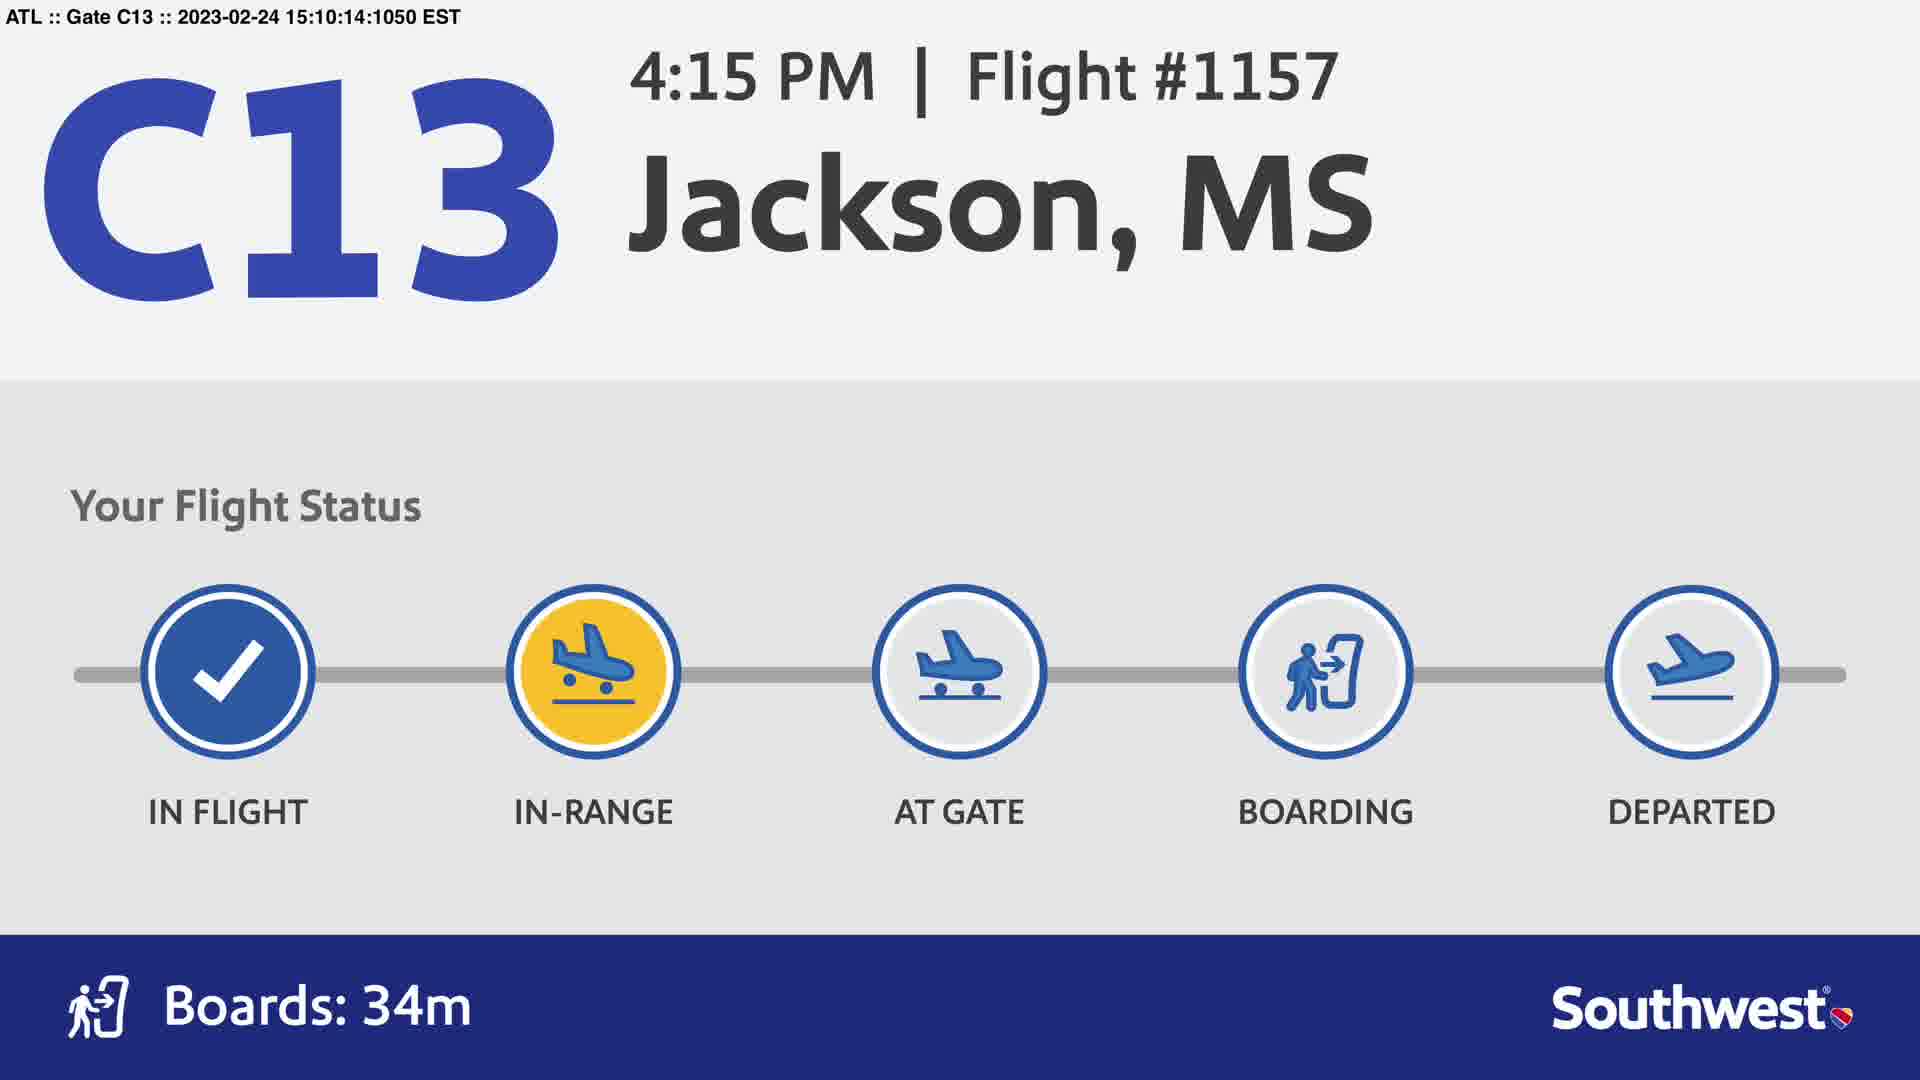 ATL :: Gate C13 :: 2023-02-24 15:10:14:1050 EST
C13
4:15 PM | Flight #1157
Jackson, MS
Your Flight Status
IN FLIGHT
IN-RANGE
AT GATE
BOARDING
DEPARTED
Boards: 34m
Southwest®